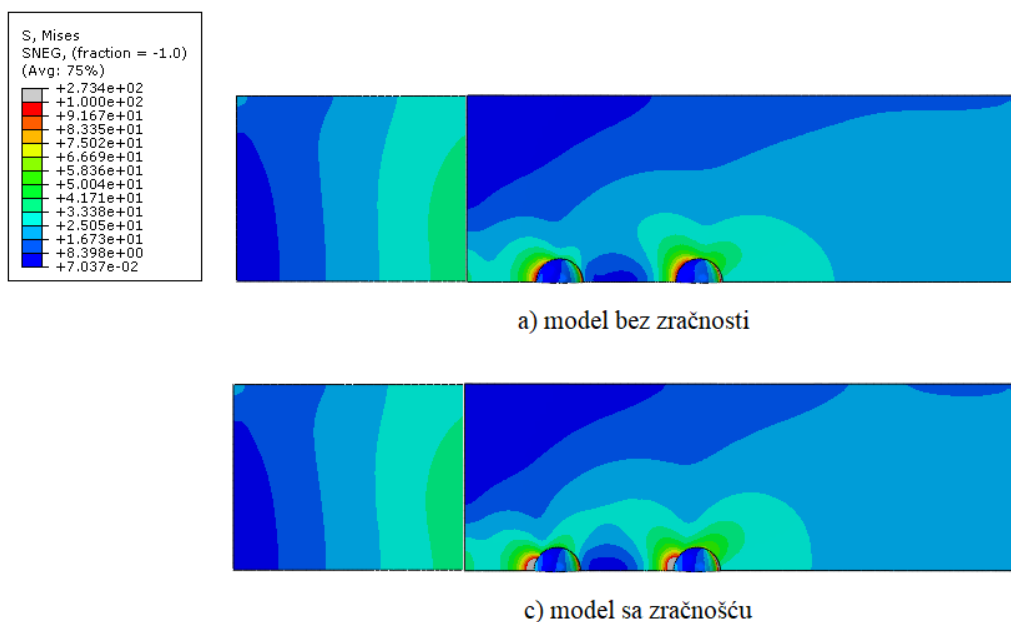 S, Mises
SNEG, (fraction = -1.0)
(Avg: 75%)
+2.734e+02
+1.000e+02
+9.167e+01
+8.335e+01
+7.502e+01
+6.669e+01
+5.836e+01
+5.004e+01
+4.171e+01
+3.338e+01
+2.505e+01
+1.673e+01
+8.398e+00
+7.037e-02
a) model bez zračnosti
c) model sa zračnošću